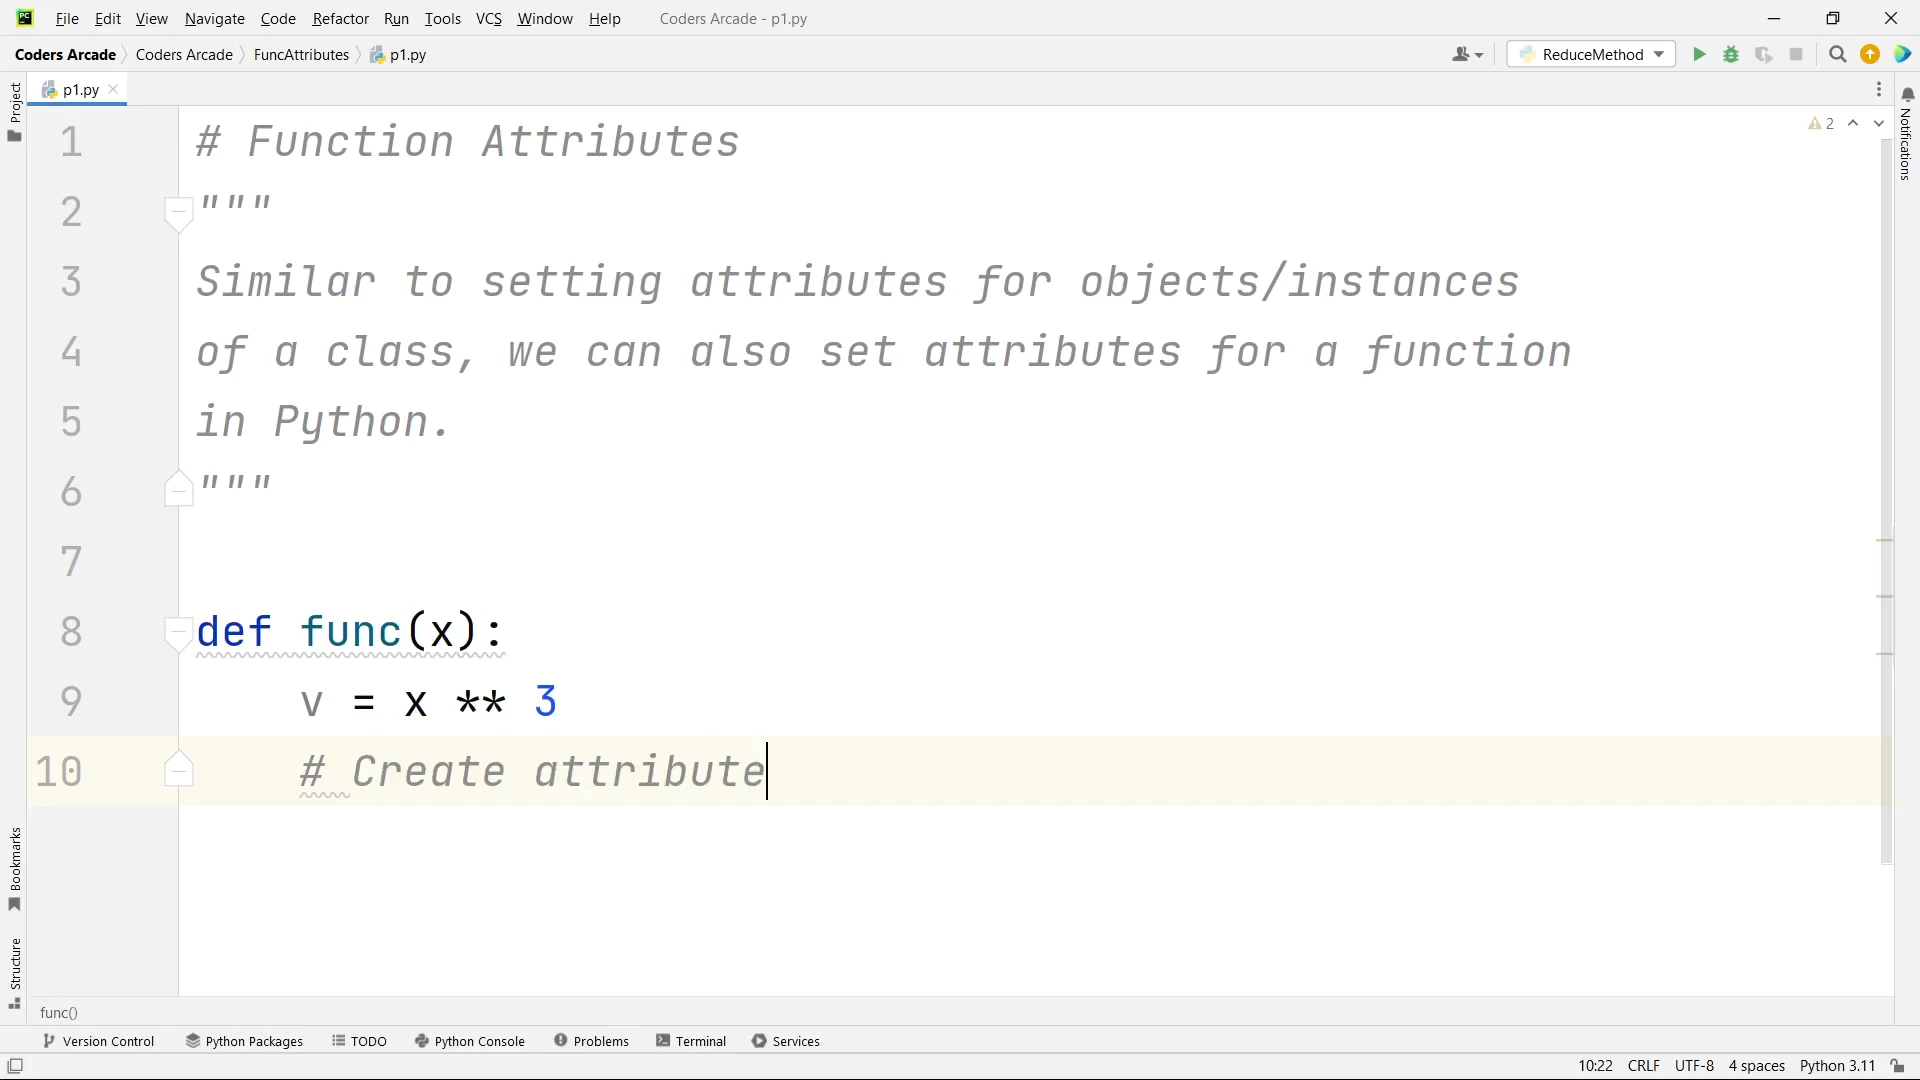 File Edit View Navigate Code Refactor Run Tools VCS Window Help Coders Arcade - p1.py
Coders Arcade Coders Arcade FuncAttributes p1.py ReduceMethod
p1.py
Project
Notifications
2
1 # Function Attributes
2 """
3 Similar to setting attributes for objects/instances
4 of a class, we can also set attributes for a function
5 in Python.
6 """
7
8 def func(x):
9 v = x ** 3
10 # Create attribute
Bookmarks
Structure
func()
Version Control Python Packages TODO Python Console Problems Terminal Services
10:22 CRLF UTF-8 4 spaces Python 3.11